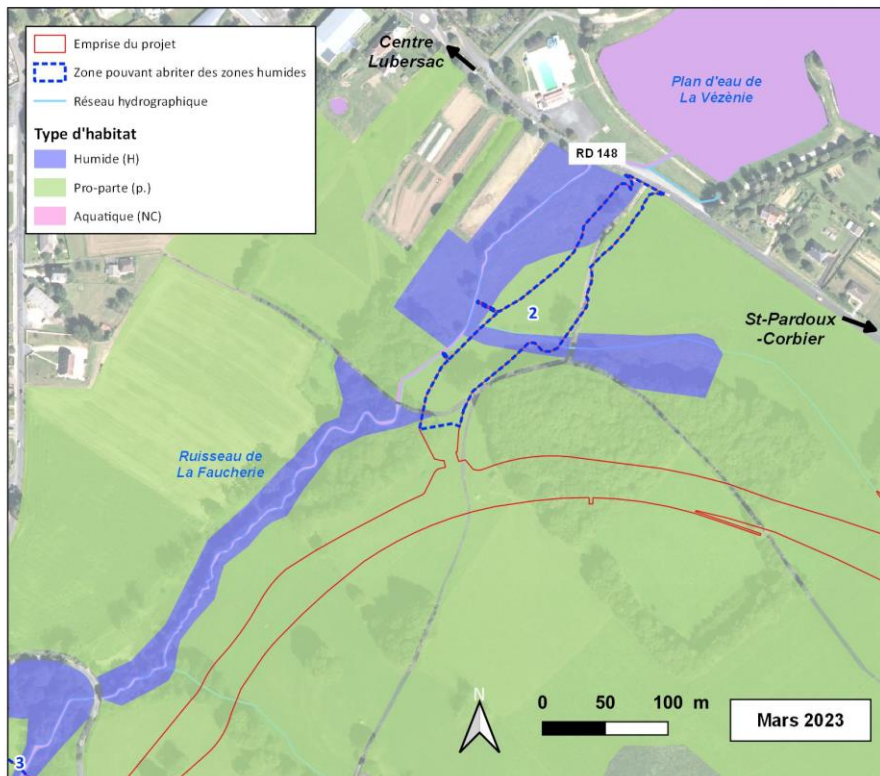 Emprise du projet
Zone pouvant abriter des zones humides
Réseau hydrographique
Type d'habitat
Humide (H)
Pro-parte (p.)
Aquatique (NC)
Centre
Lubersac
Plan d'eau de
La Vézènie
RD 148
2
St-Pardoux
-Corbier
Ruisseau de
La Faucherie
3
N
0 50 100 m
Mars 2023